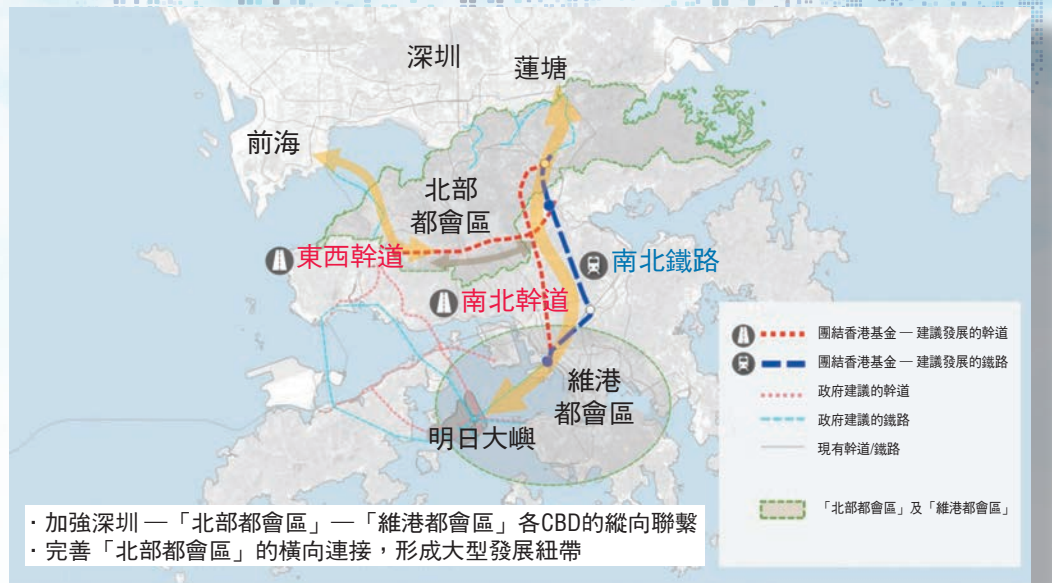 深圳
蓮塘
前海
北部
都會區
東西幹道
南北鐵路
南北幹道
維港
都會區
明日大嶼
團結香港基金 — 建議發展的幹道
團結香港基金 — 建議發展的鐵路
政府建議的幹道
政府建議的鐵路
現有幹道/鐵路
「北部都會區」及「維港都會區」
· 加強深圳 —「北部都會區」—「維港都會區」各CBD的縱向聯繫
· 完善「北部都會區」的橫向連接，形成大型發展紐帶